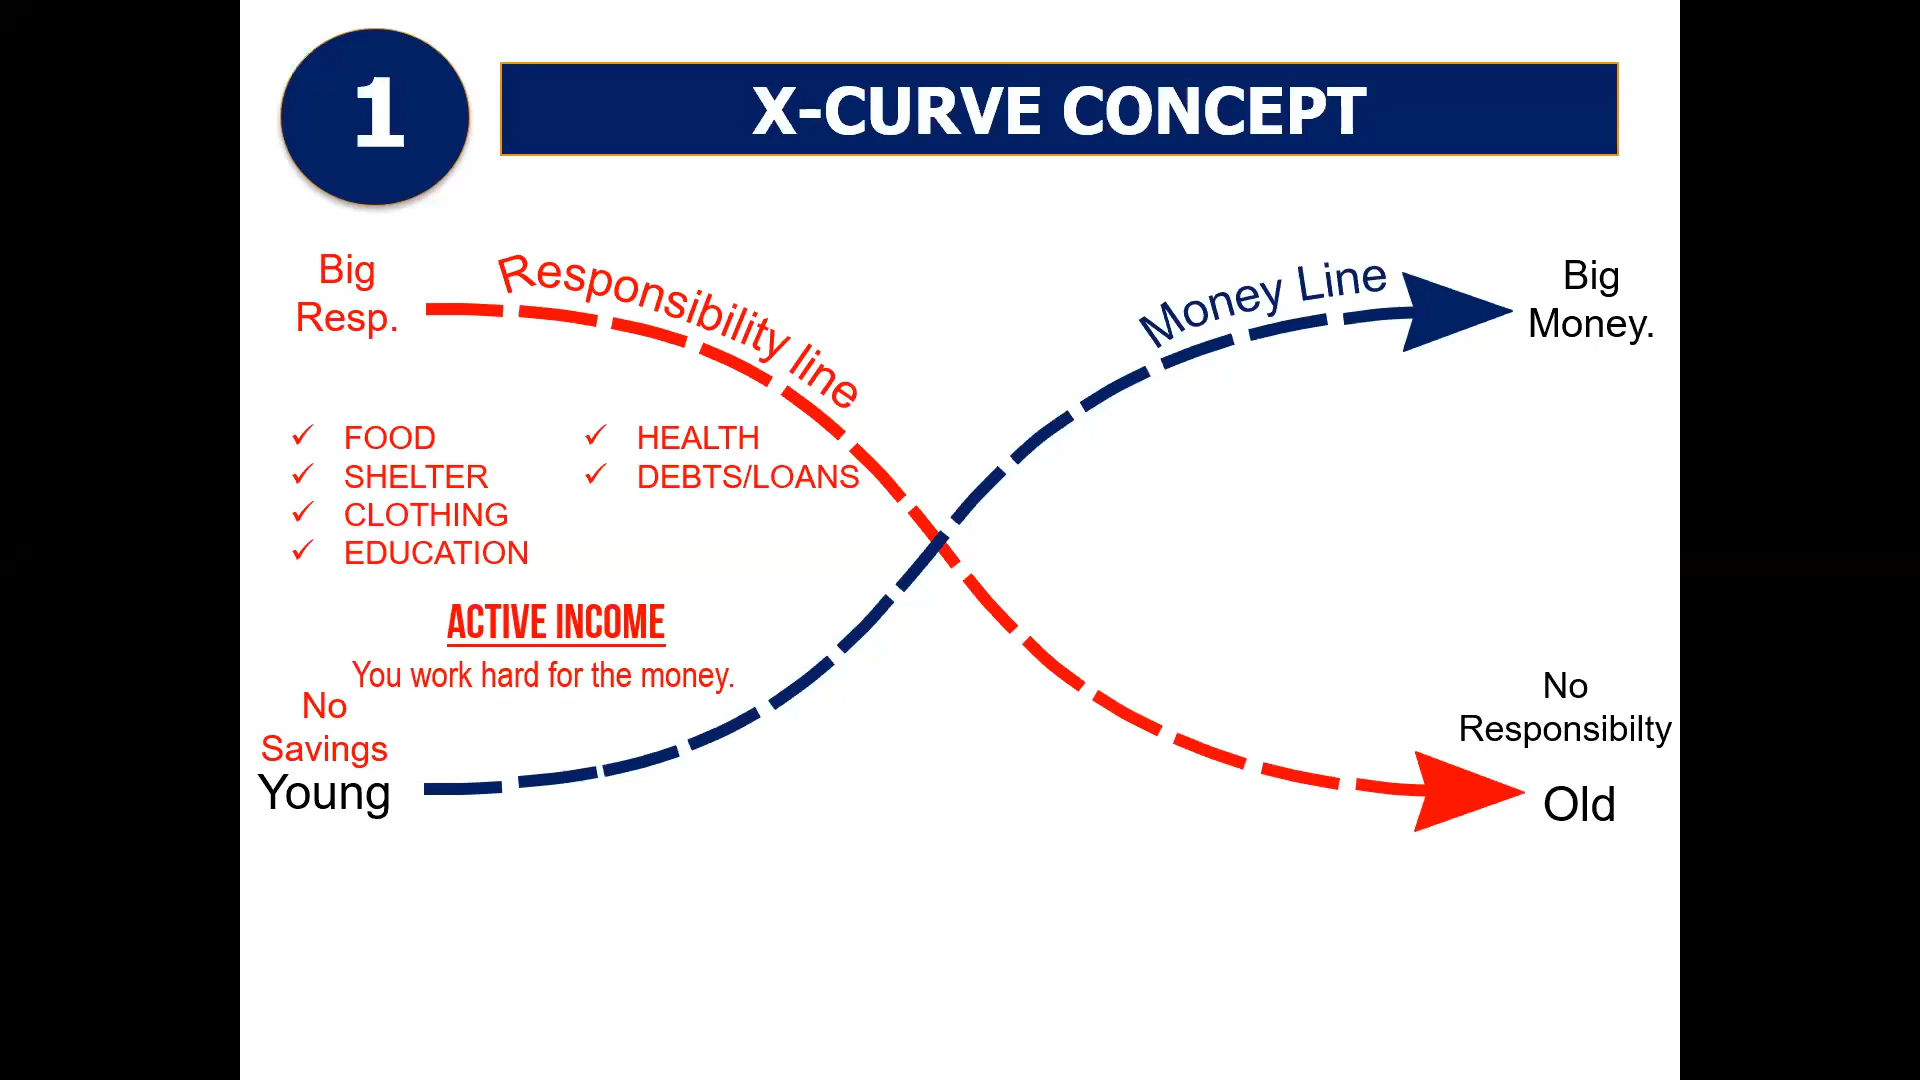 1
X-CURVE CONCEPT
Big
Resp.
Responsibility line
Money Line
Big
Money.
✓ FOOD
✓ SHELTER
✓ CLOTHING
✓ EDUCATION
✓ HEALTH
✓ DEBTS/LOANS
ACTIVE INCOME
You work hard for the money.
No
Savings
Young
No
Responsibilty
Old